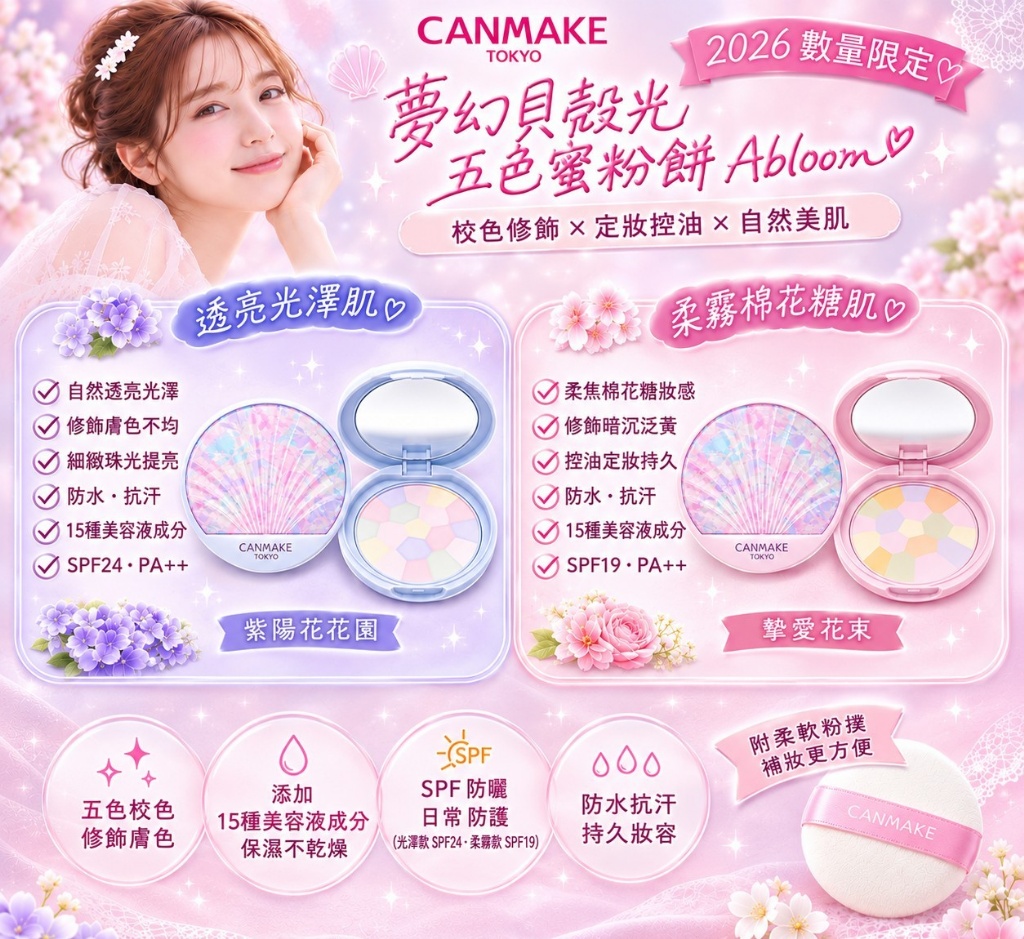 CANMAKE
TOKYO
2026 數量限定♡
夢幻貝殼光
五色蜜粉餅 Abloom♡
校色修飾 × 定妝控油 × 自然美肌
透亮光澤肌♡
自然透亮光澤
修飾膚色不均
細緻珠光提亮
防水・抗汗
15種美容液成分
SPF24・PA++
CANMAKE
TOKYO
紫陽花花園
柔霧棉花糖肌♡
柔焦棉花糖妝感
修飾暗沉泛黃
控油定妝持久
防水・抗汗
15種美容液成分
SPF19・PA++
CANMAKE
TOKYO
摯愛花束
五色校色
修飾膚色
添加
15種美容液成分
保濕不乾燥
SPF
SPF 防曬
日常 防護
(光澤款 SPF24・柔霧款 SPF19)
防水抗汗
持久妝容
附柔軟粉撲
補妝更方便
CANMAKE